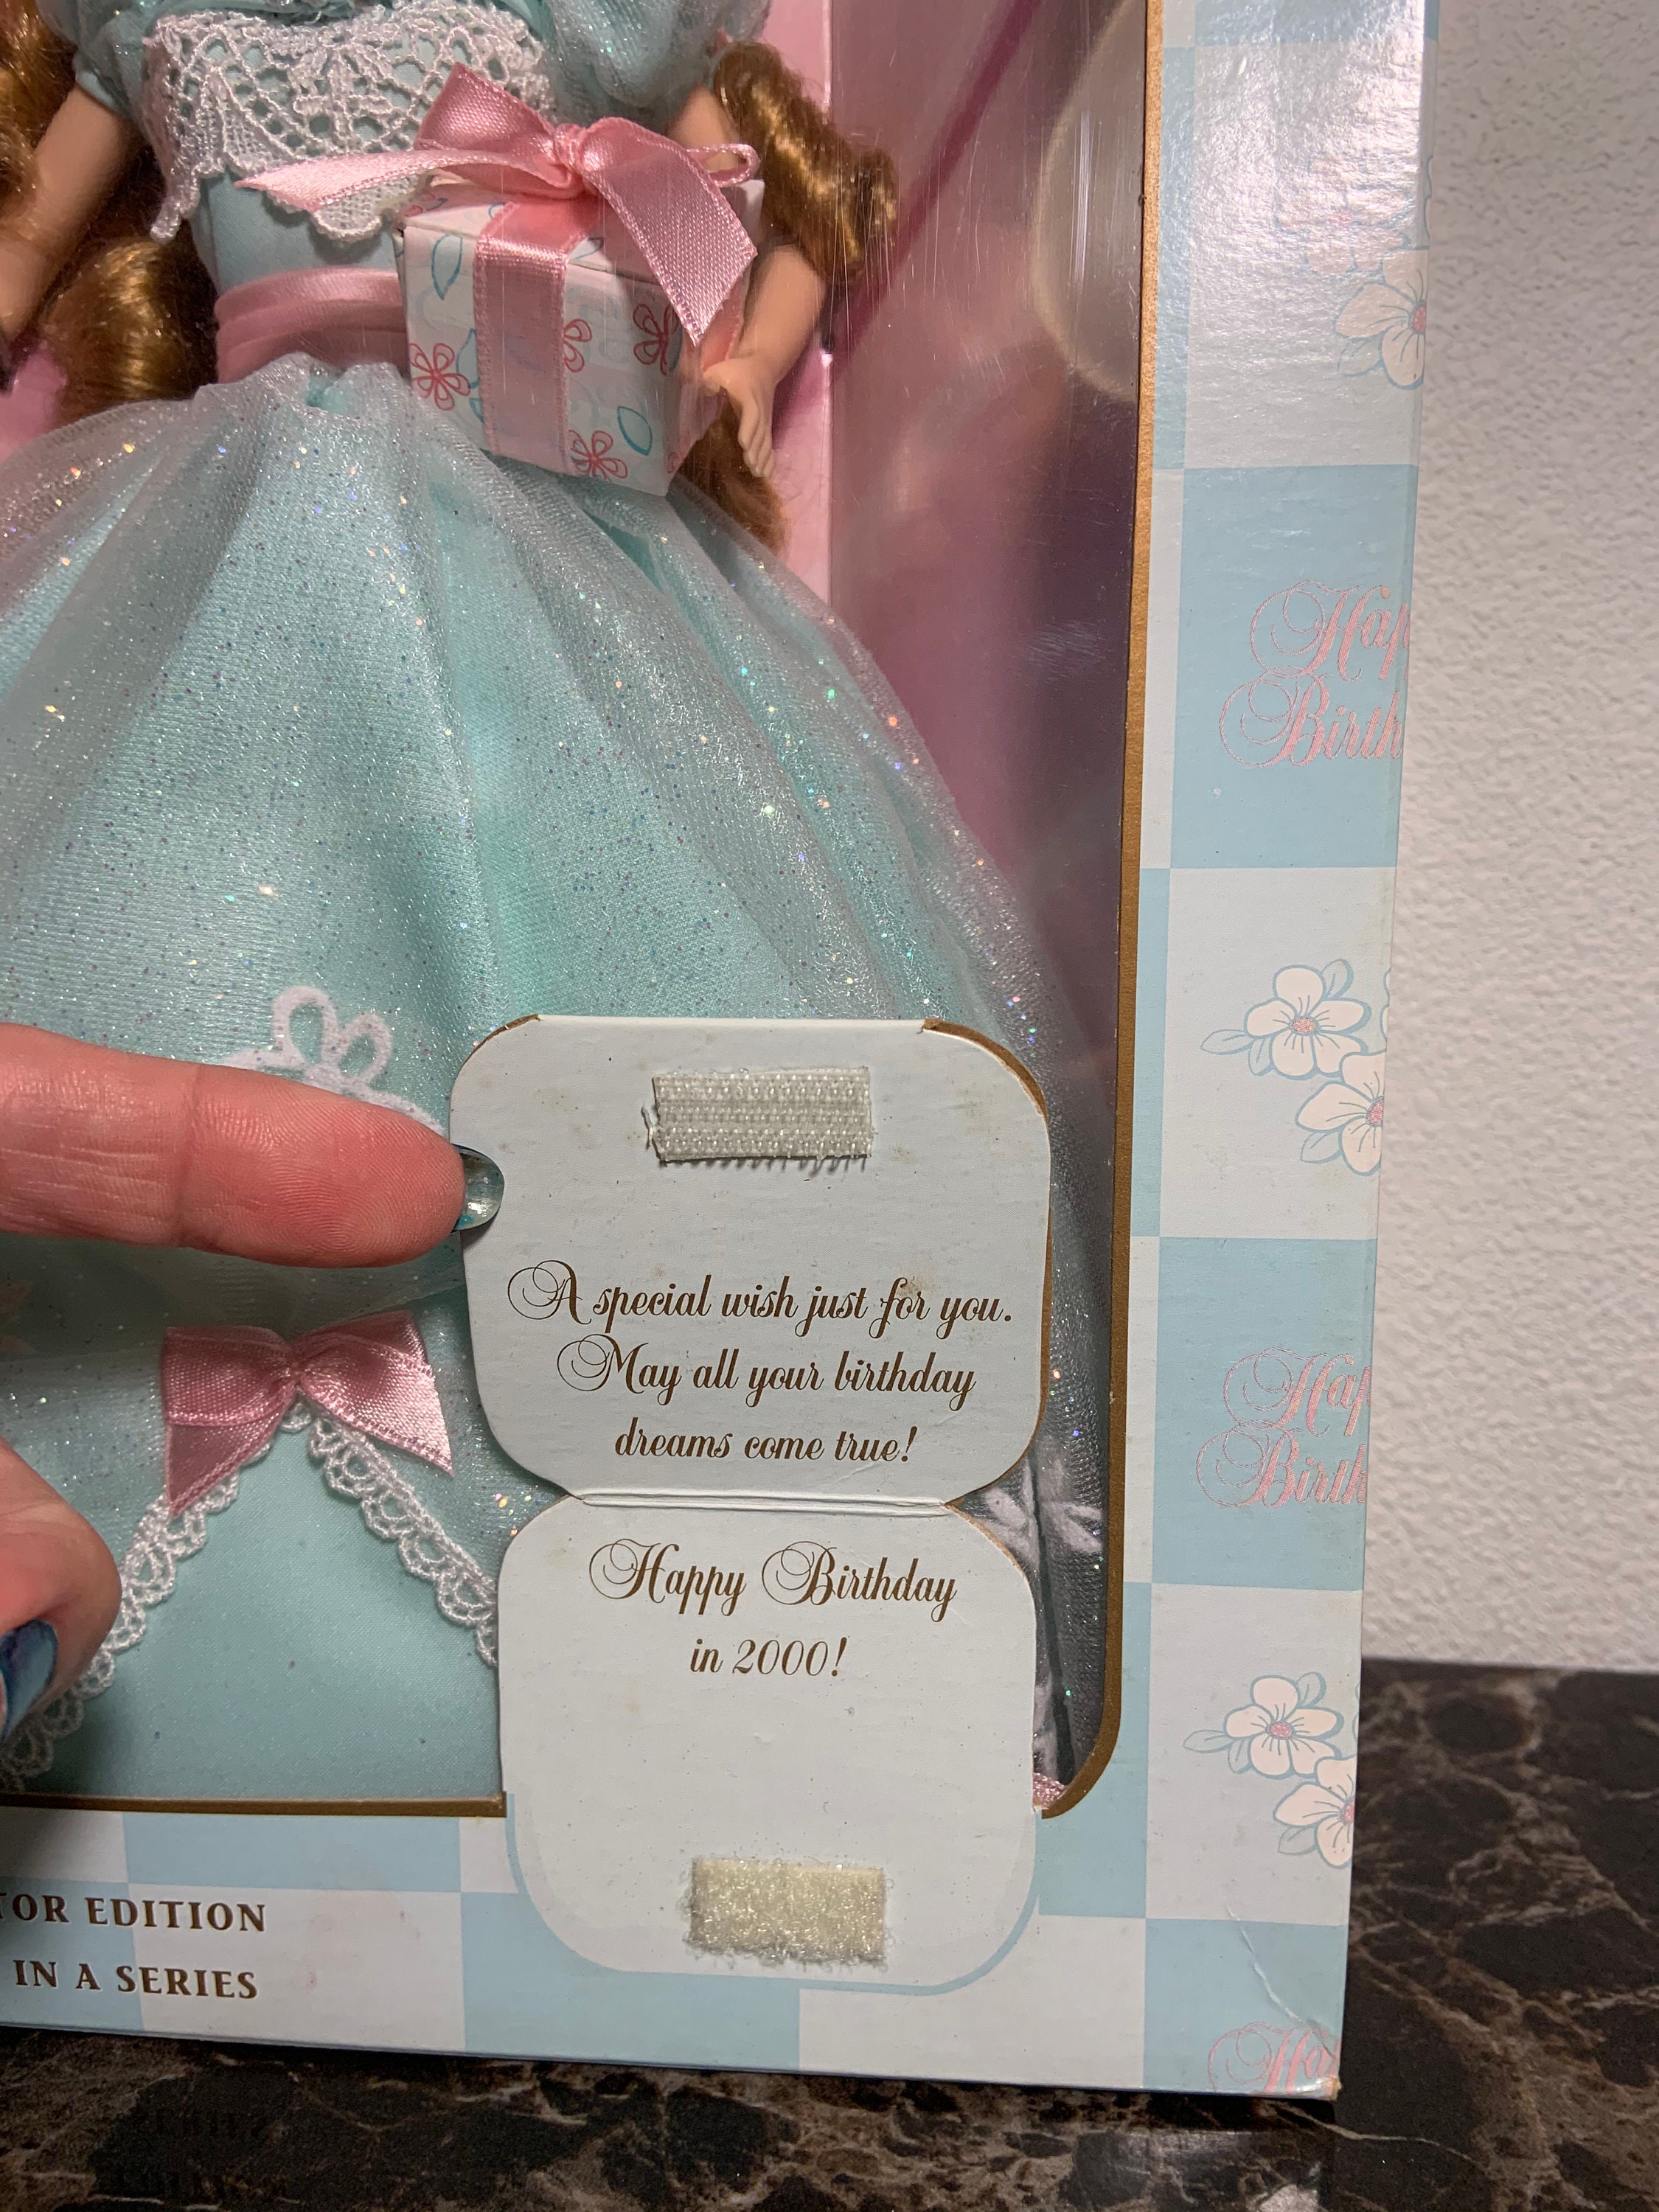 A special wish just for you.
May all your birthday
dreams come true!
Happy Birthday
in 2000!
EDITION
IN A SERIES